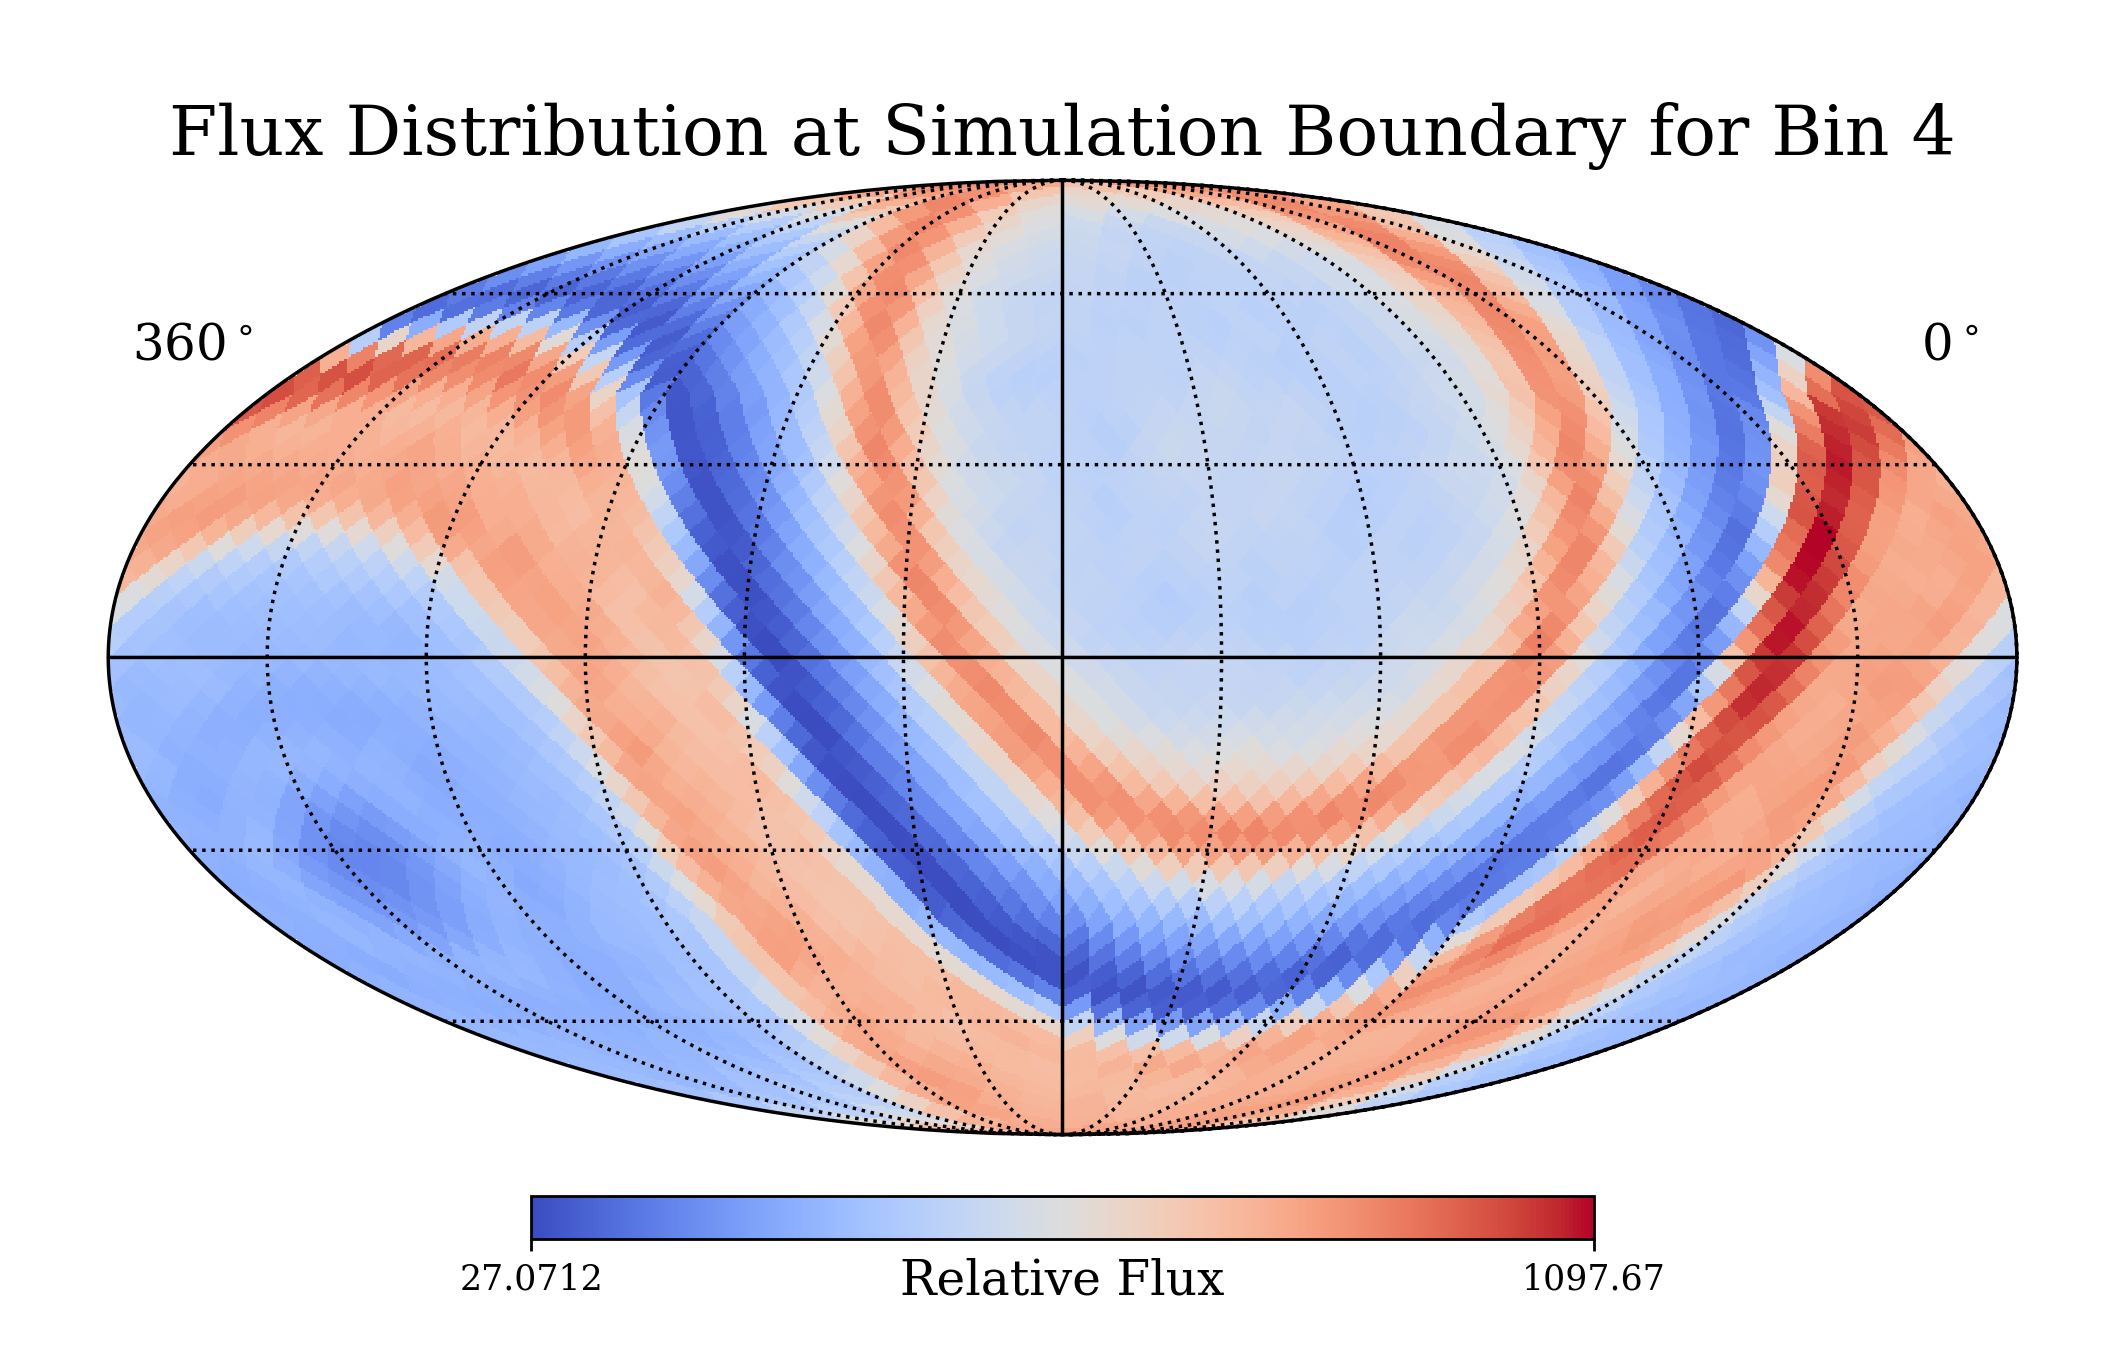 Flux Distribution at Simulation Boundary for Bin 4
360° 0°
27.0712 Relative Flux 1097.67